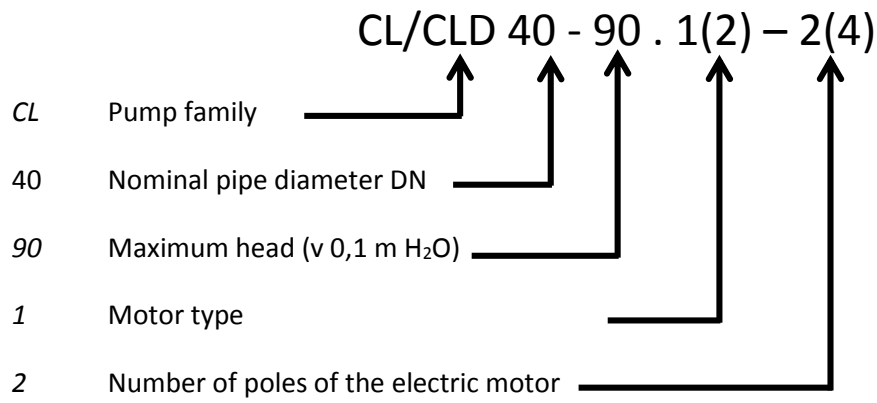 CL/CLD 40 - 90 . 1(2) – 2(4)
CL Pump family
40 Nominal pipe diameter DN
90 Maximum head (v 0,1 m H₂O)
1 Motor type
2 Number of poles of the electric motor